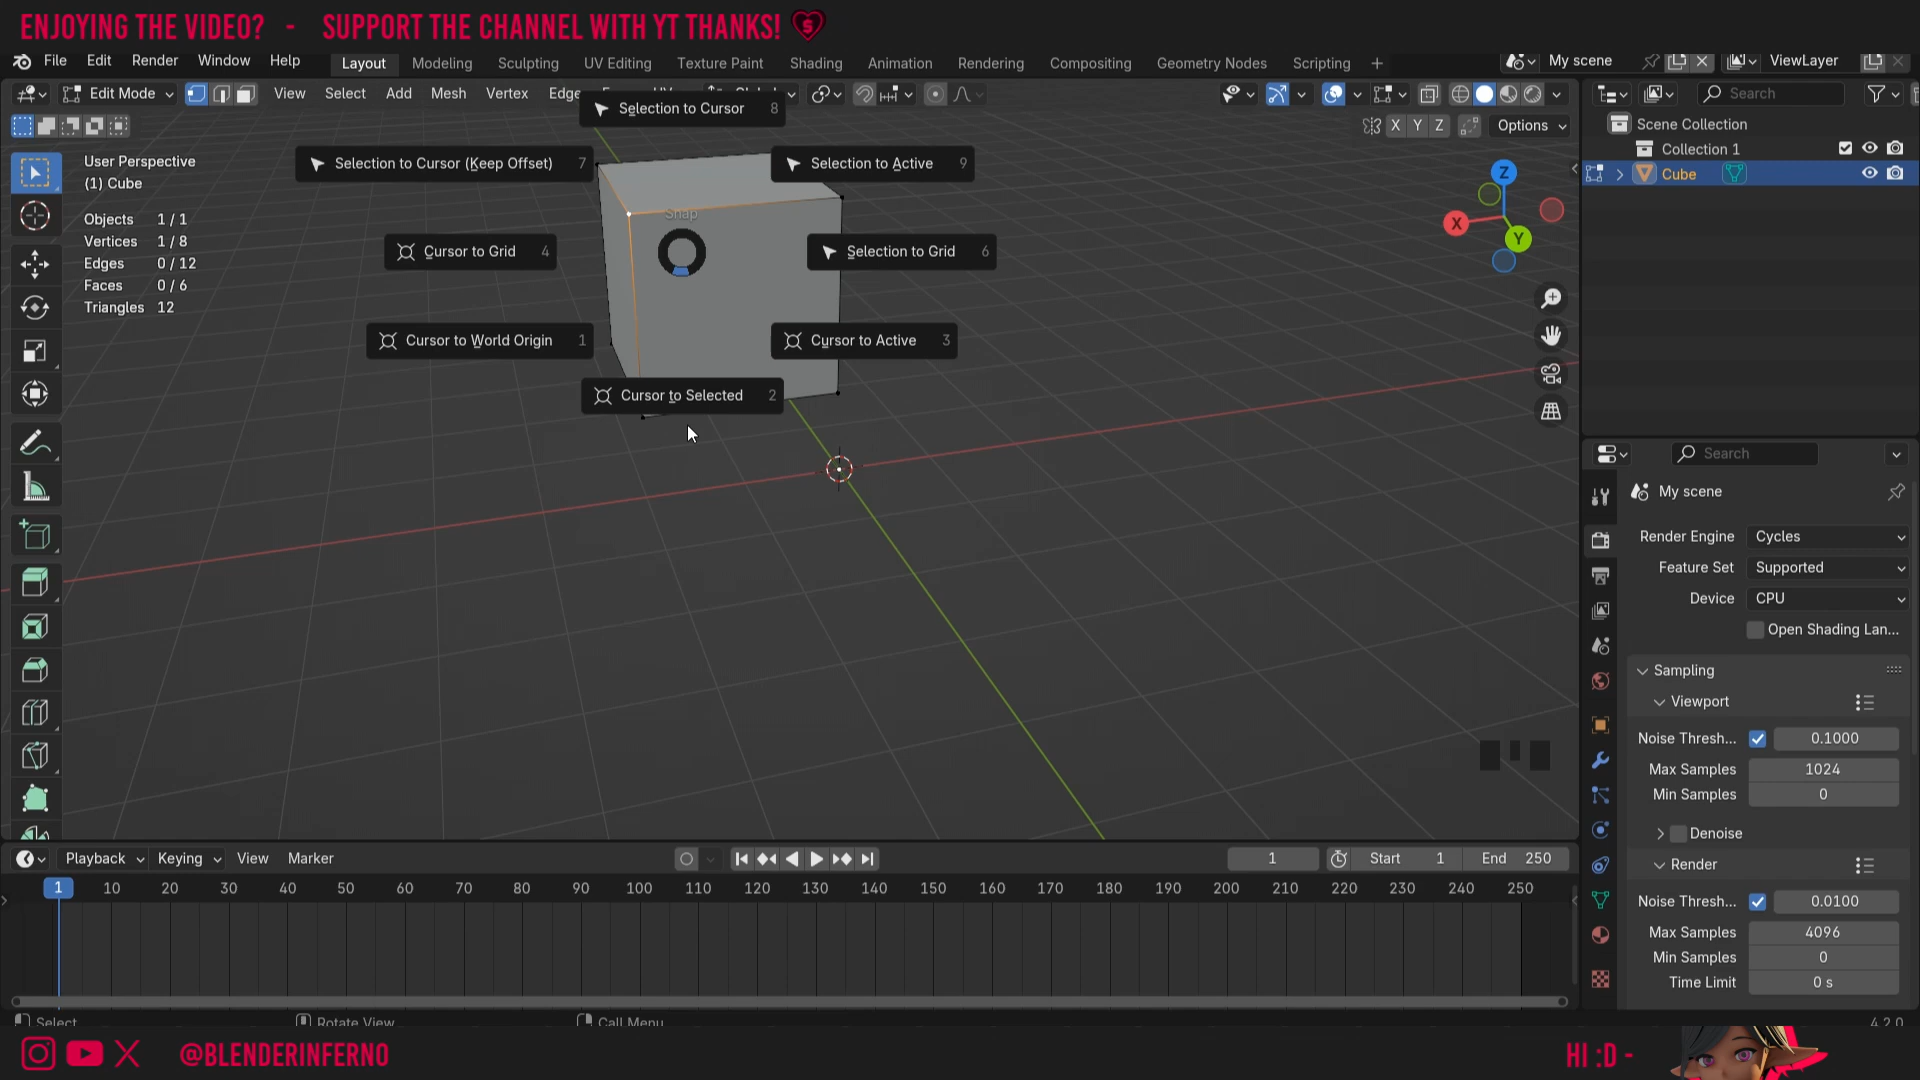 ENJOYING THE VIDEO? - SUPPORT THE CHANNEL WITH YT THANKS!
File Edit Render Window Help Layout Modeling Sculpting UV Editing Texture Paint Shading Animation Rendering Compositing Geometry Nodes Scripting + My scene ViewLayer
Edit Mode View Select Add Mesh Vertex Edge
Search
Selection to Cursor 8
X Y Z Options
Scene Collection
Collection 1
Cube
User Perspective
(1) Cube
Selection to Cursor (Keep Offset) 7
Selection to Active 9
Objects 1 / 1
Vertices 1 / 8
Edges 0 / 12
Faces 0 / 6
Triangles 12
Snap
Cursor to Grid 4
Selection to Grid 6
Cursor to World Origin 1
Cursor to Active 3
Cursor to Selected 2
Z
X
Y
Search
My scene
Render Engine Cycles
Feature Set Supported
Device CPU
Open Shading Lan...
Sampling
Viewport
Noise Thresh... 0.1000
Max Samples 1024
Min Samples 0
Denoise
Render
Noise Thresh... 0.0100
Max Samples 4096
Min Samples 0
Time Limit 0 s
Playback Keying View Marker 1 Start 1 End 250
1 10 20 30 40 50 60 70 80 90 100 110 120 130 140 150 160 170 180 190 200 210 220 230 240 250
Select Rotate View Call Menu 4.2.0
@BLENDERINFERNO
HI :D -